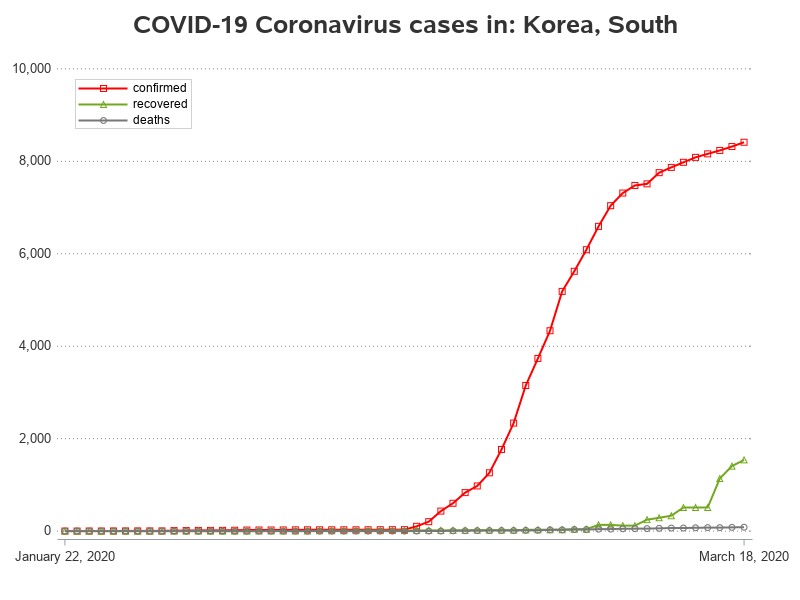 COVID-19 Coronavirus cases in: Korea, South
10,000
confirmed
recovered
deaths
8,000
6,000
4,000
2,000
0
January 22, 2020
March 18, 2020